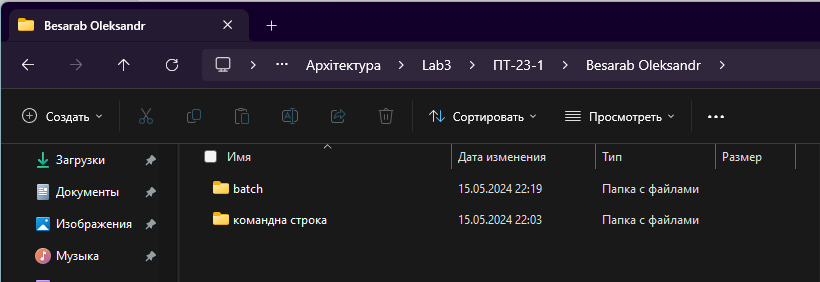 Besarab Oleksandr
Архітектура Lab3 ПТ-23-1 Besarab Oleksandr
Создать Сортировать Просмотреть
Загрузки
Документы
Изображения
Музыка
Имя Дата изменения Тип Размер
batch 15.05.2024 22:19 Папка с файлами
командна строка 15.05.2024 22:03 Папка с файлами